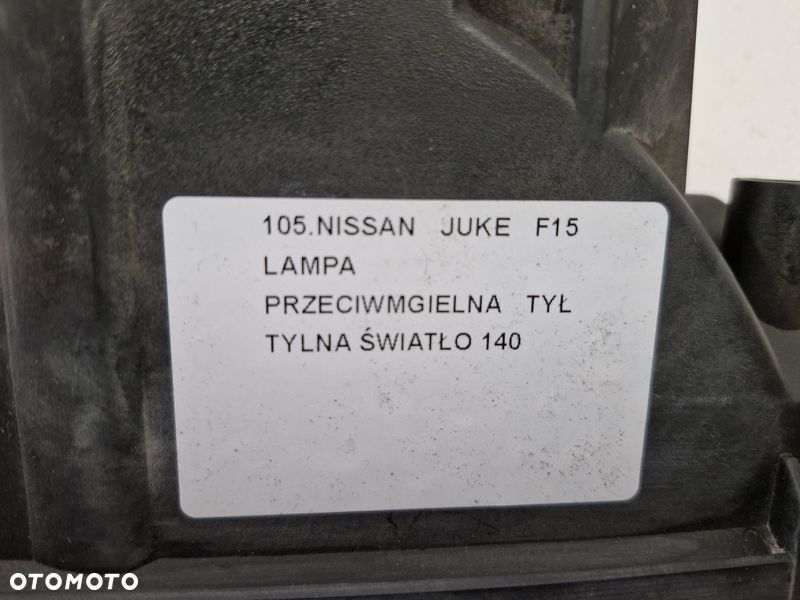 105.NISSAN JUKE F15
LAMPA
PRZECIWMGIELNA TYŁ
TYLNA ŚWIATŁO 140
OTOMOTO